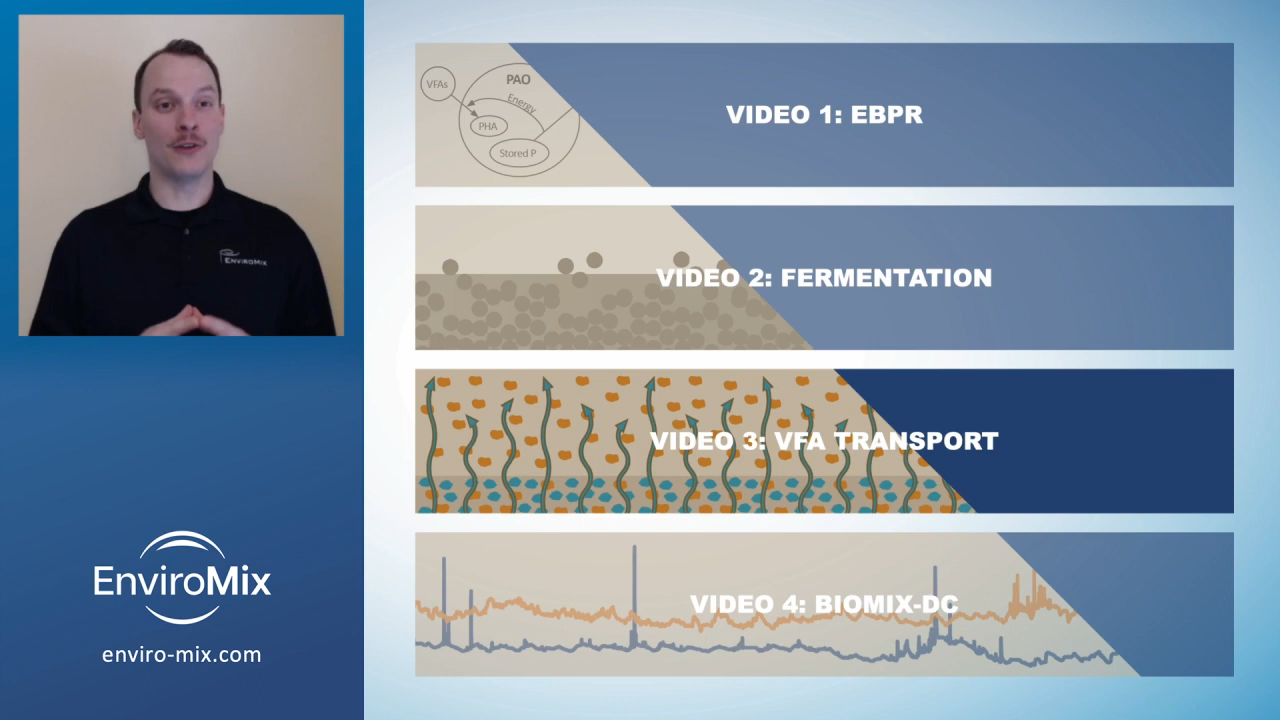 ENVIROMIX
EnviroMix
enviro-mix.com
VFAs
PAO
Energy
PHA
Stored P
VIDEO 1: EBPR
VIDEO 2: FERMENTATION
VIDEO 3: VFA TRANSPORT
VIDEO 4: BIOMIX-DC